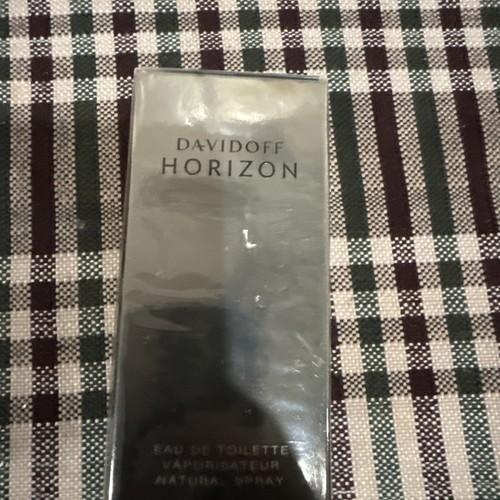 DAVIDOFF
HORIZON
EAU DE TOILETTE
VAPORISATEUR
NATURAL SPRAY